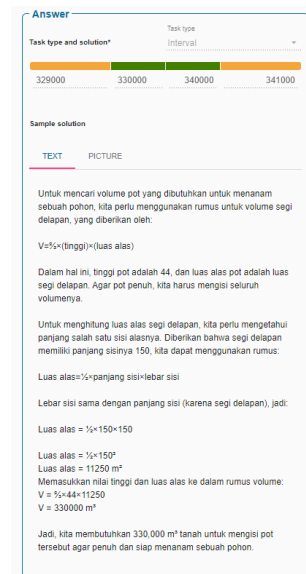 Answer
Task type
Task type and solution*
Interval
329000 330000 340000 341000
Sample solution
TEXT PICTURE
Untuk mencari volume pot yang dibutuhkan untuk menanam
sebuah pohon, kita perlu menggunakan rumus untuk volume segi
delapan, yang diberikan oleh:
V=⅔×(tinggi)×(luas alas)
Dalam hal ini, tinggi pot adalah 44, dan luas alas pot adalah luas
segi delapan. Agar pot penuh, kita harus mengisi seluruh
volumenya.
Untuk menghitung luas alas segi delapan, kita perlu mengetahui
panjang salah satu sisi alasnya. Diberikan bahwa segi delapan
memiliki panjang sisinya 150, kita dapat menggunakan rumus:
Luas alas=½×panjang sisi×lebar sisi
Lebar sisi sama dengan panjang sisi (karena segi delapan), jadi:
Luas alas = ½×150×150
Luas alas = ½×150²
Luas alas = 11250 m²
Memasukkan nilai tinggi dan luas alas ke dalam rumus volume:
V = ⅔×44×11250
V = 330000 m³
Jadi, kita membutuhkan 330,000 m³ tanah untuk mengisi pot
tersebut agar penuh dan siap menanam sebuah pohon.